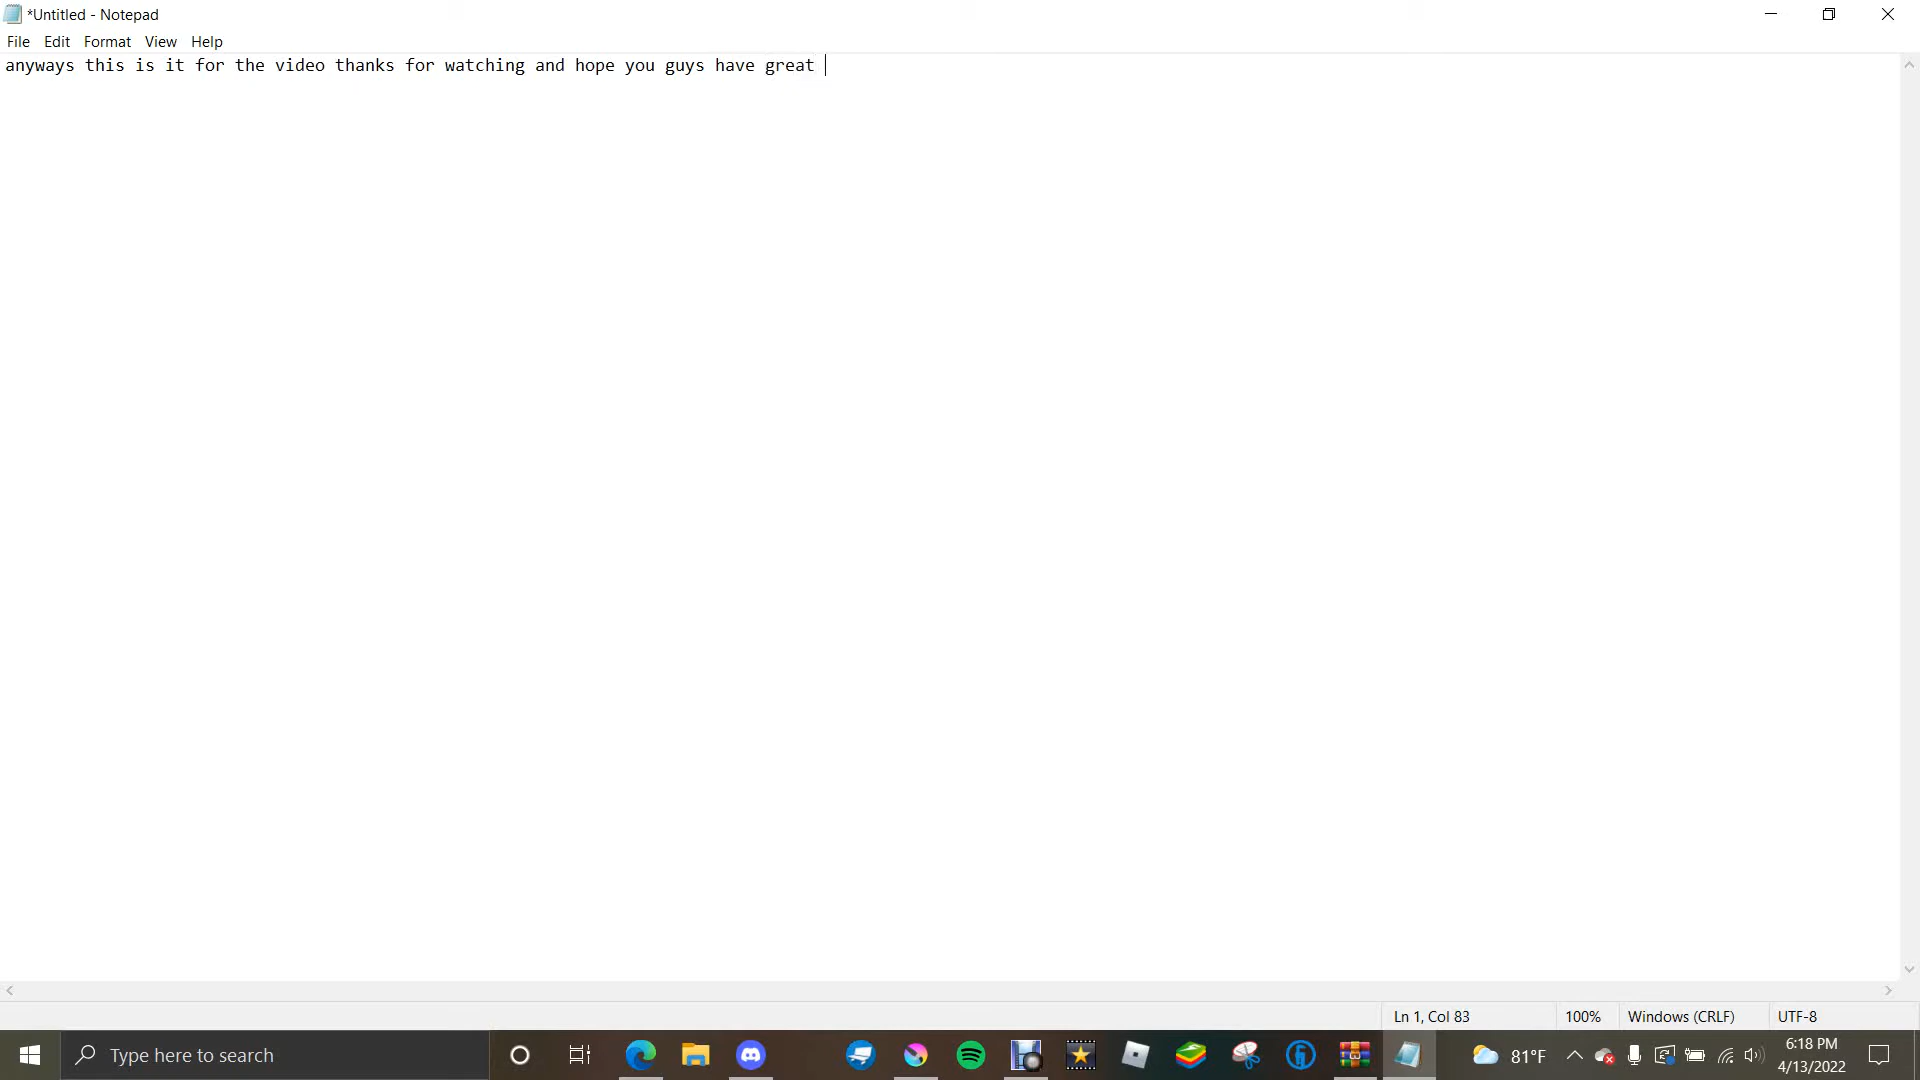 *Untitled - Notepad
File Edit Format View Help
anyways this is it for the video thanks for watching and hope you guys have great
Ln 1, Col 83 100% Windows (CRLF) UTF-8
Type here to search
81°F
6:18 PM
4/13/2022